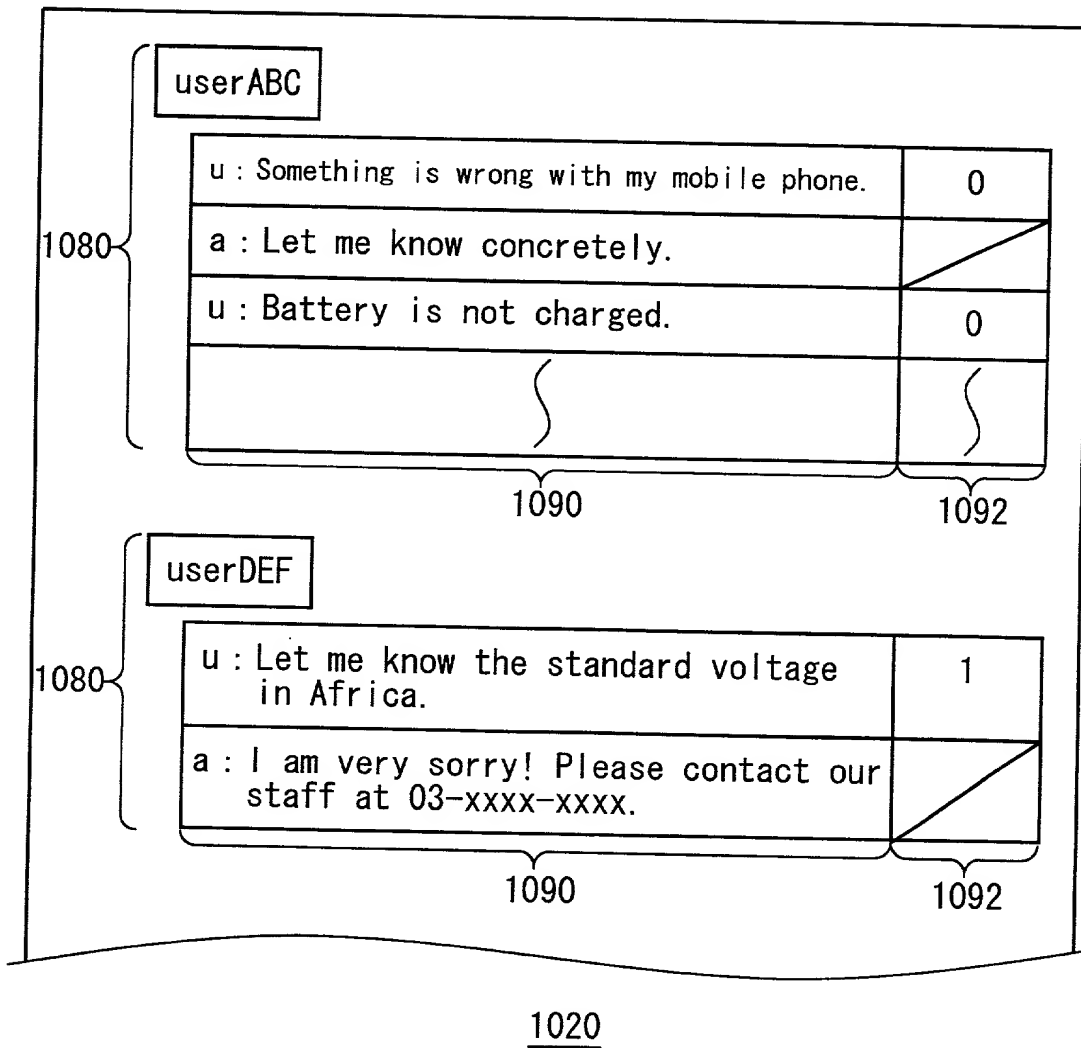 userABC
u : Something is wrong with my mobile phone.
0
1080
a : Let me know concretely.
u : Battery is not charged.
0
1090
1092
userDEF
1080
u : Let me know the standard voltage
in Africa.
1
a : I am very sorry! Please contact our
staff at 03-xxxx-xxxx.
1090
1092
1020